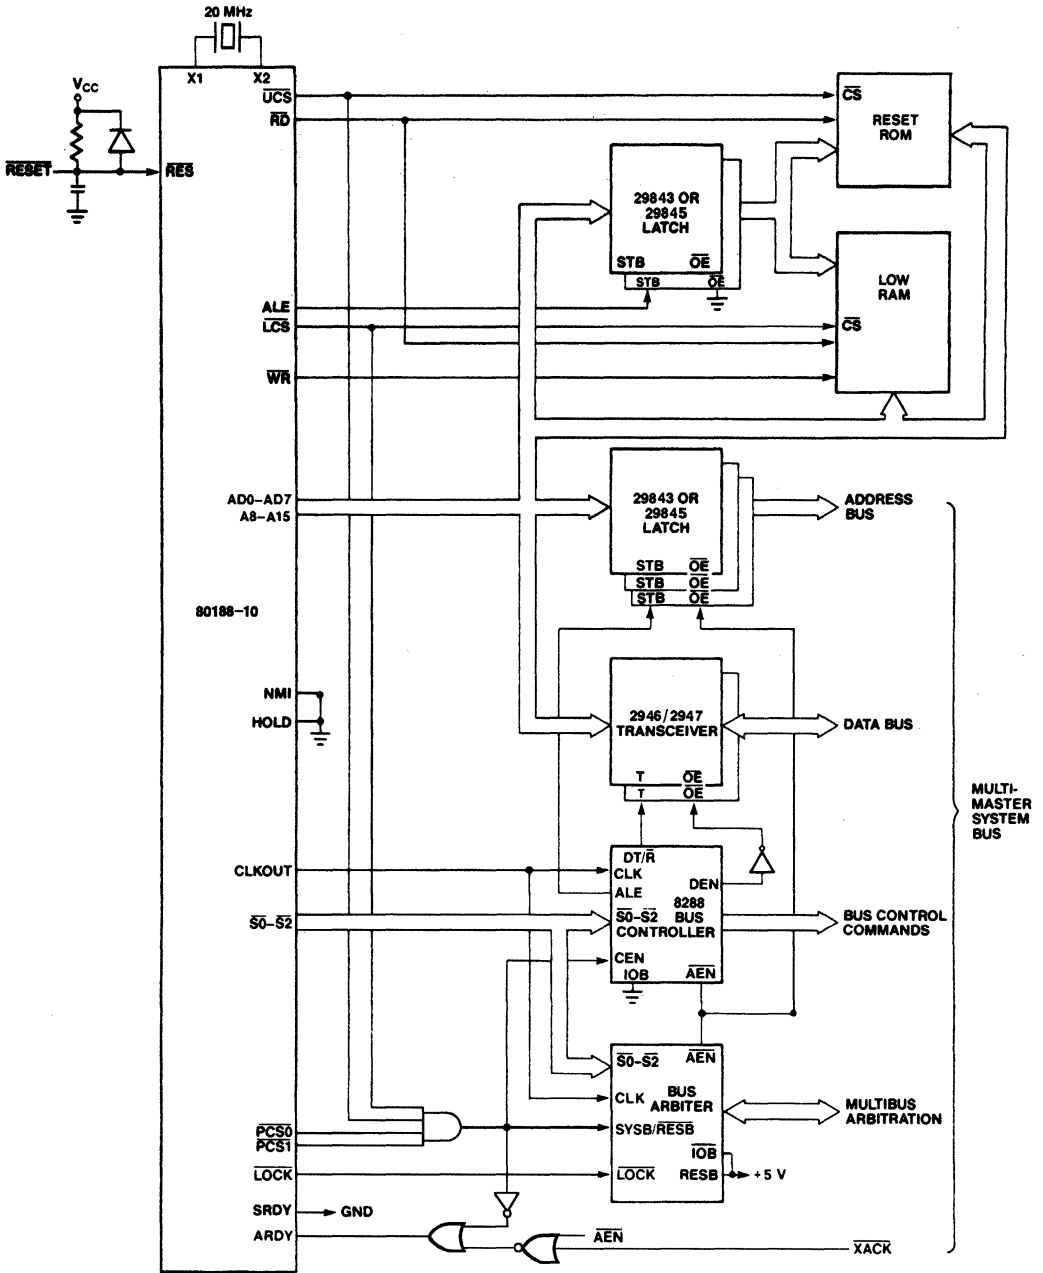 20 MHz
X1 X2
VCC
UCS
RD
RESET
RES
CS
RESET
ROM
29843 OR
29845
LATCH
STB OE
STB OE
LOW
RAM
CS
ALE
LCS
WR
AD0–AD7
A8–A15
29843 OR
29845
LATCH
STB OE
STB OE
STB OE
ADDRESS
BUS
80188–10
NMI
HOLD
2946/2947
TRANSCEIVER
T OE
T OE
DATA BUS
MULTI-
MASTER
SYSTEM
BUS
CLKOUT
S0–S2
DT/R
CLK
ALE
DEN
8288
S0–S2 BUS
CONTROLLER
CEN
IOB AEN
BUS CONTROL
COMMANDS
S0–S2 AEN
BUS
CLK ARBITER
SYSB/RESB
IOB
LOCK RESB
+5 V
MULTIBUS
ARBITRATION
PCS0
PCS1
LOCK
SRDY GND
ARDY
AEN
XACK